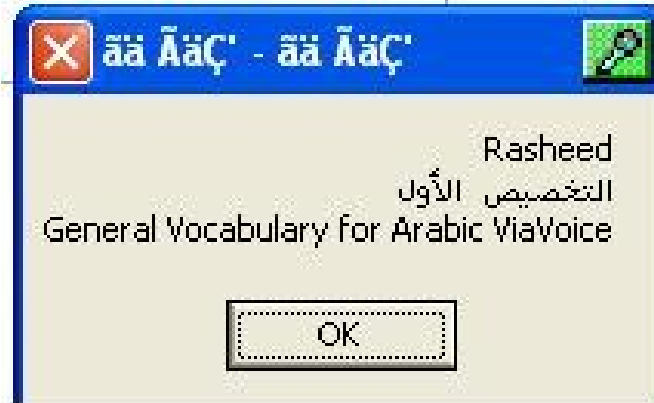 ãä ÃäÇ' - ãä ÃäÇ'
Rasheed
التخصيص الأول
General Vocabulary for Arabic ViaVoice
OK